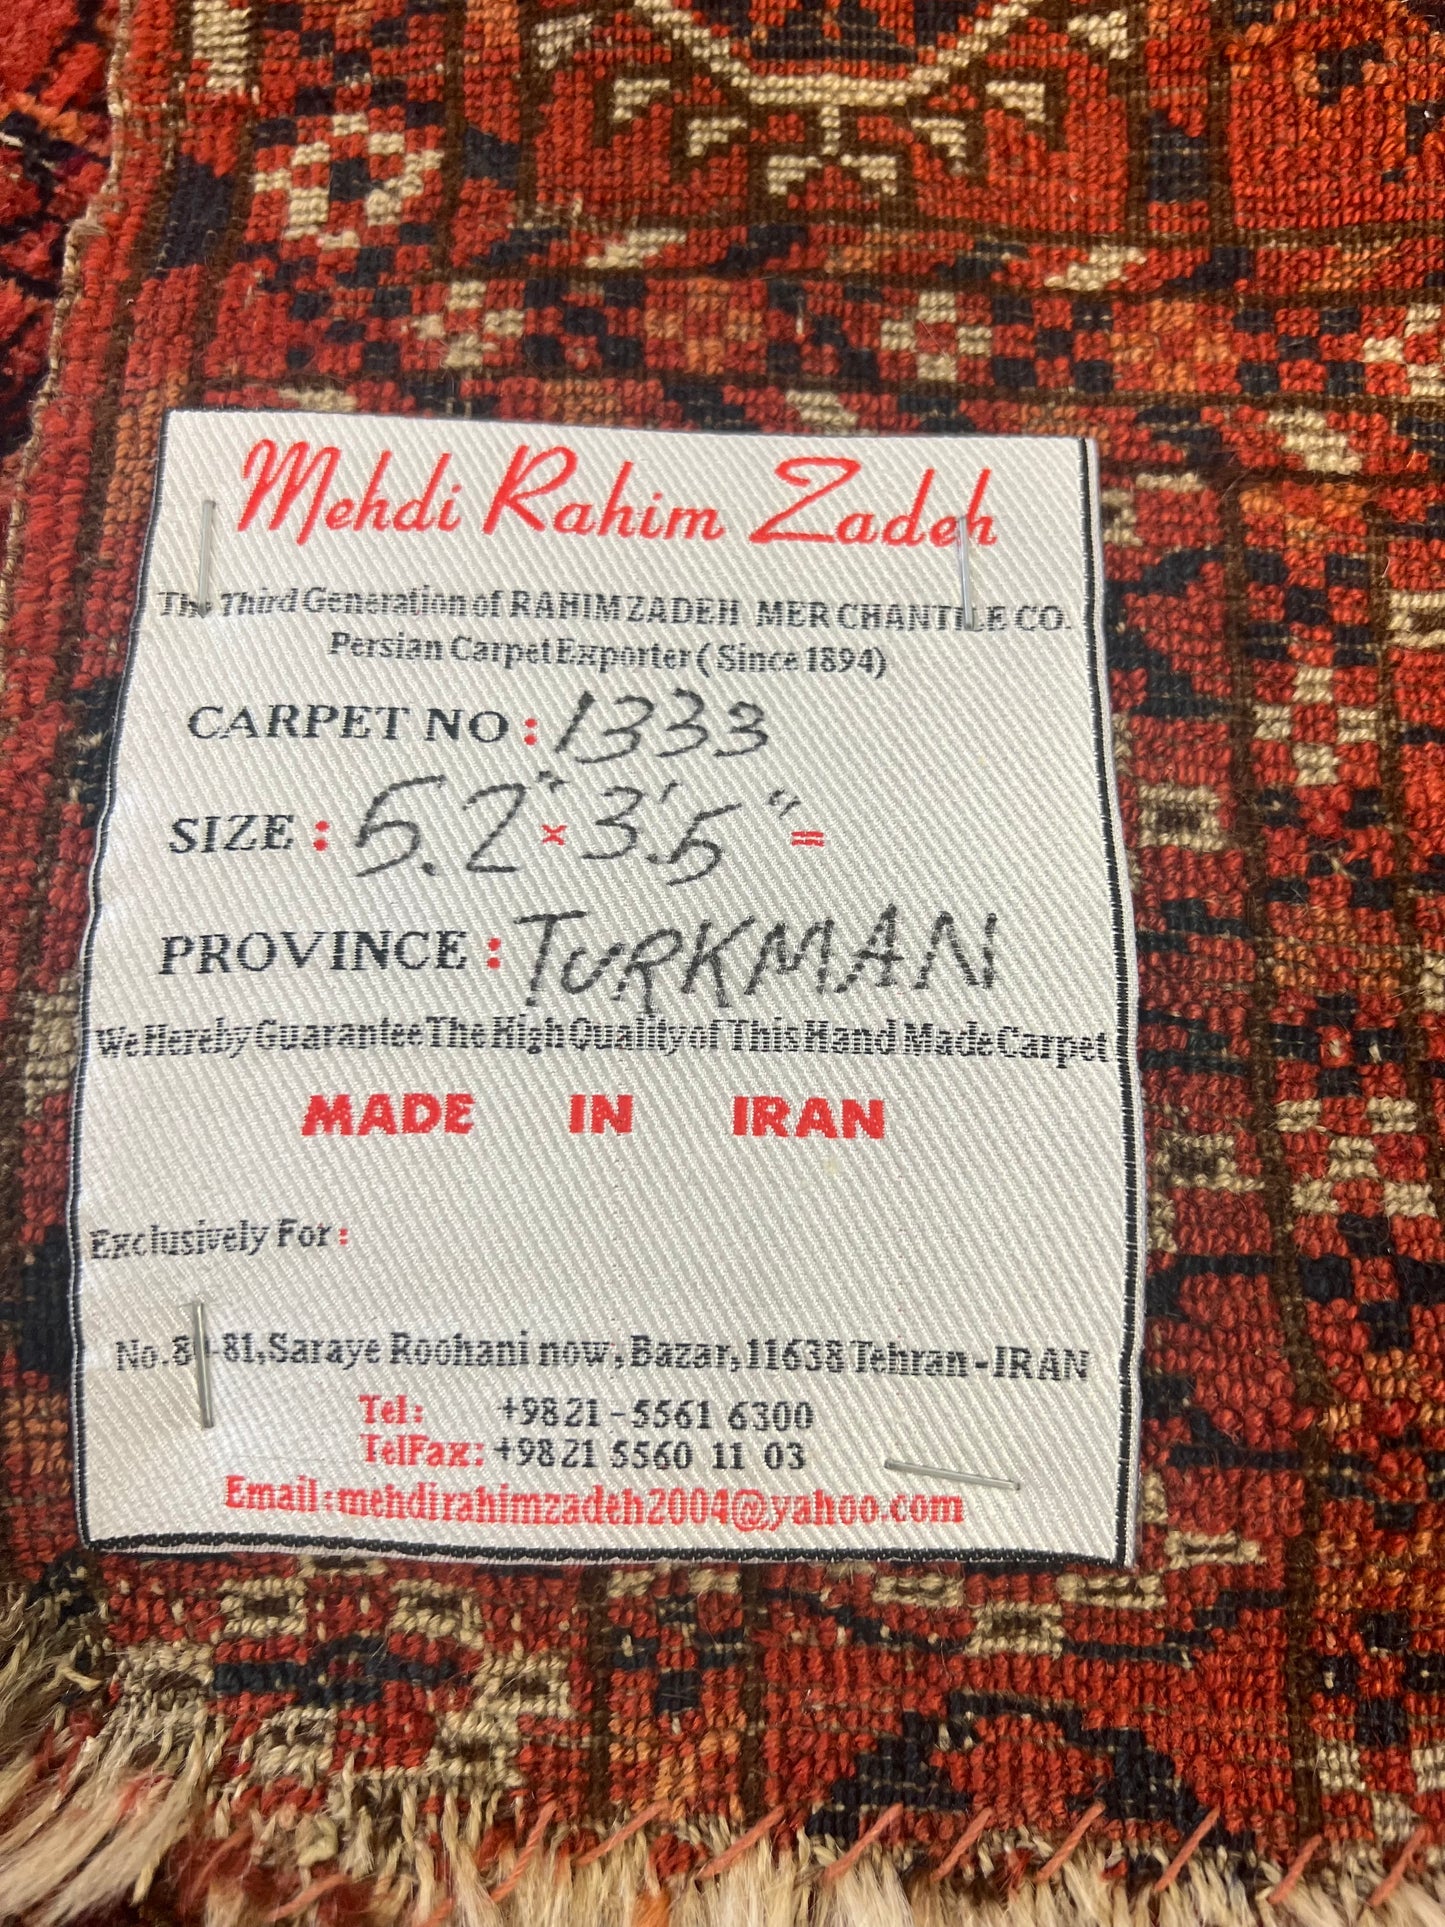 Mehdi Rahim Zadeh
The Third Generation of RAHIMZADEH MERCHANTILE CO.
Persian Carpet Exporter (Since 1894)
CARPET NO : 1333
SIZE : 5.2" × 3'.5" =
PROVINCE : TURKMAN
We Hereby Guarantee The High Quality of This Hand Made Carpet
MADE IN IRAN
Exclusively For :
-81, Saraye Roohani now, Bazar, 11638 Tehran - IRAN
Tel: +9821-5561 6300
TelFax: +9821 5560 11 03
Email:mehdirahimzadeh2004@yahoo.com